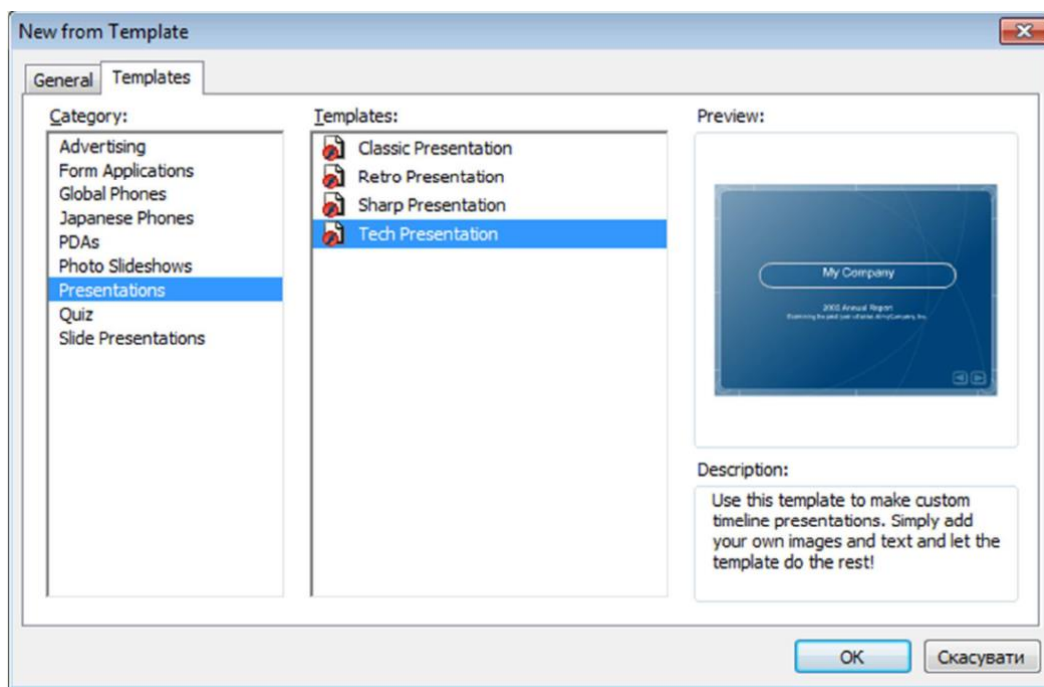 New from Template
General
Templates
Category:
Advertising
Form Applications
Global Phones
Japanese Phones
PDAs
Photo Slideshows
Presentations
Quiz
Slide Presentations
Templates:
Classic Presentation
Retro Presentation
Sharp Presentation
Tech Presentation
Preview:
My Company
Annual Report
Description:
Use this template to make custom
timeline presentations. Simply add
your own images and text and let the
template do the rest!
OK
Скасувати